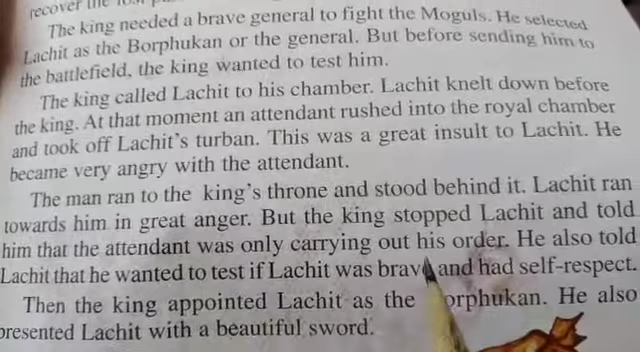 recover the
The king needed a brave general to fight the Moguls. He selected
Lachit as the Borphukan or the general. But before sending him to
the battlefield, the king wanted to test him.
The king called Lachit to his chamber. Lachit knelt down before
the king. At that moment an attendant rushed into the royal chamber
and took off Lachit's turban. This was a great insult to Lachit. He
became very angry with the attendant.
The man ran to the king's throne and stood behind it. Lachit ran
towards him in great anger. But the king stopped Lachit and told
him that the attendant was only carrying out his order. He also told
Lachit that he wanted to test if Lachit was brave and had self-respect.
Then the king appointed Lachit as the orphukan. He also
presented Lachit with a beautiful sword.